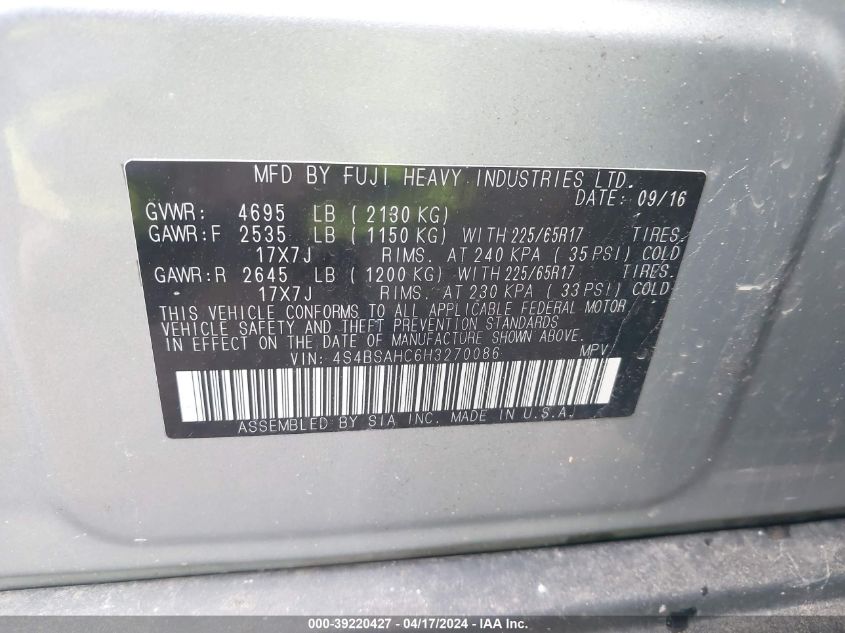 MFD BY FUJI HEAVY INDUSTRIES LTD.
DATE: 09/16
GVWR: 4695 LB ( 2130 KG)
GAWR:F 2535 LB ( 1150 KG) WITH 225/65R17 TIRES.
17X7J RIMS. AT 240 KPA ( 35 PSI) COLD
GAWR:R 2645 LB ( 1200 KG) WITH 225/65R17 TIRES.
17X7J RIMS. AT 230 KPA ( 33 PSI) COLD.
THIS VEHICLE CONFORMS TO ALL APPLICABLE FEDERAL MOTOR
VEHICLE SAFETY AND THEFT PREVENTION STANDARDS
IN EFFECT ON THE DATE OF MANUFACTURE SHOWN ABOVE.
VIN: 4S4BSAHC6H3270086 MPV
ASSEMBLED BY SIA INC. MADE IN U.S.A.
000-39220427 - 04/17/2024 - IAA Inc.